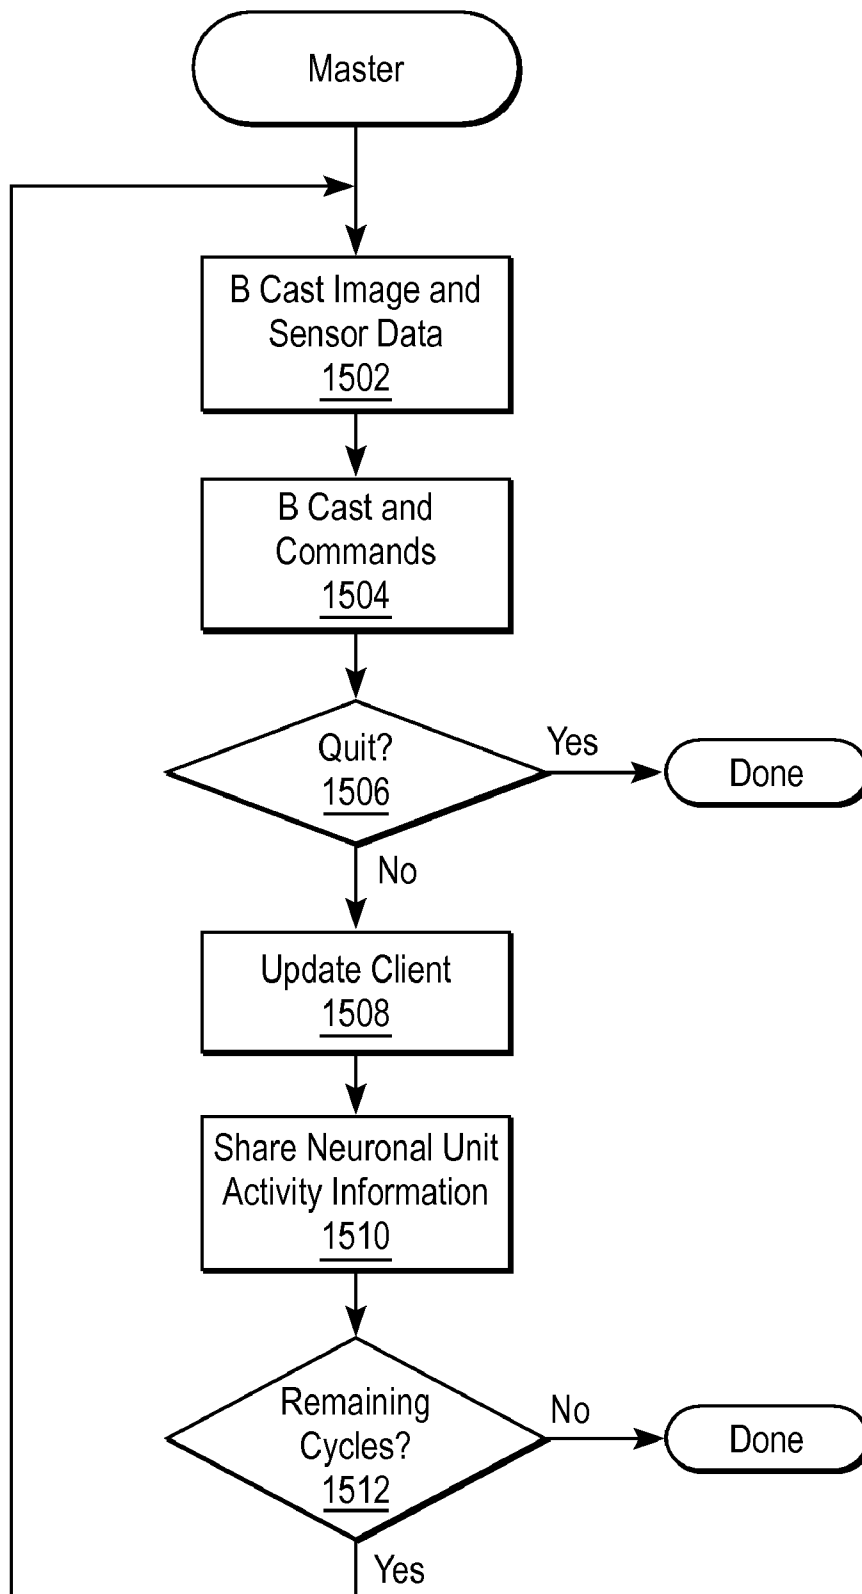 Master
B Cast Image and
Sensor Data
1502
B Cast and
Commands
1504
Quit?
1506
Yes
Done
No
Update Client
1508
Share Neuronal Unit
Activity Information
1510
Remaining
Cycles?
1512
No
Done
Yes